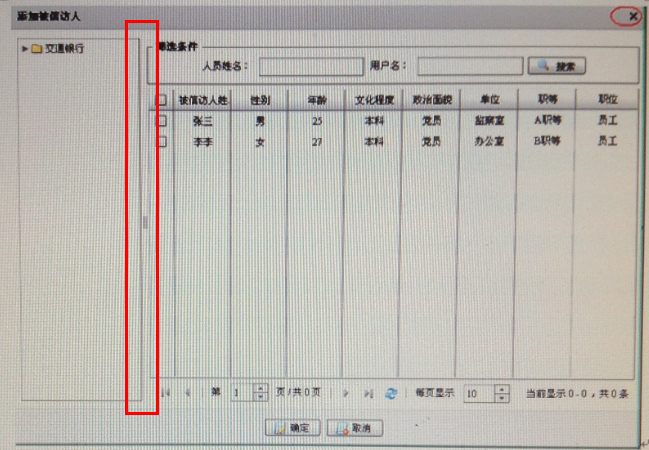 添加被值访人
交通银行
筛选条件
人员姓名： 用户名： 搜索
被值访人姓 性别 年龄 文化程度 政治面貌 单位 职等 职位
张三 男 25 本科 党员 监察室 A职等 员工
李李 女 27 本科 党员 办公室 B职等 员工
第 1 页/共0页 每页显示 10 当前显示0-0，共0条
确定 取消